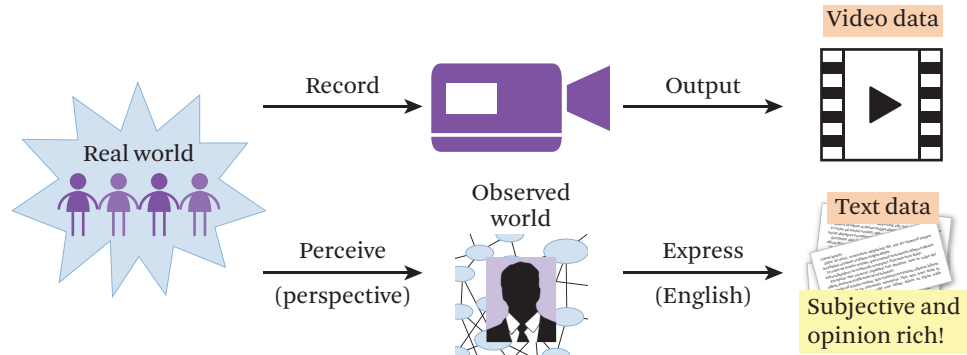 Video data
Record
Output
Real world
Text data
Observed
world
Perceive
(perspective)
Express
(English)
Subjective and
opinion rich!